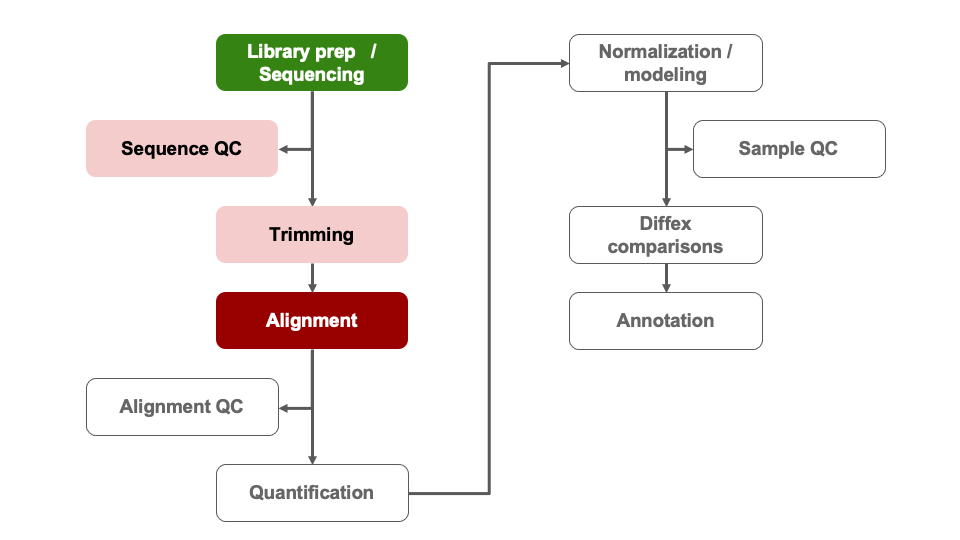 Library prep /
Sequencing
Sequence QC
Trimming
Alignment
Alignment QC
Quantification
Normalization /
modeling
Sample QC
Diffex
comparisons
Annotation